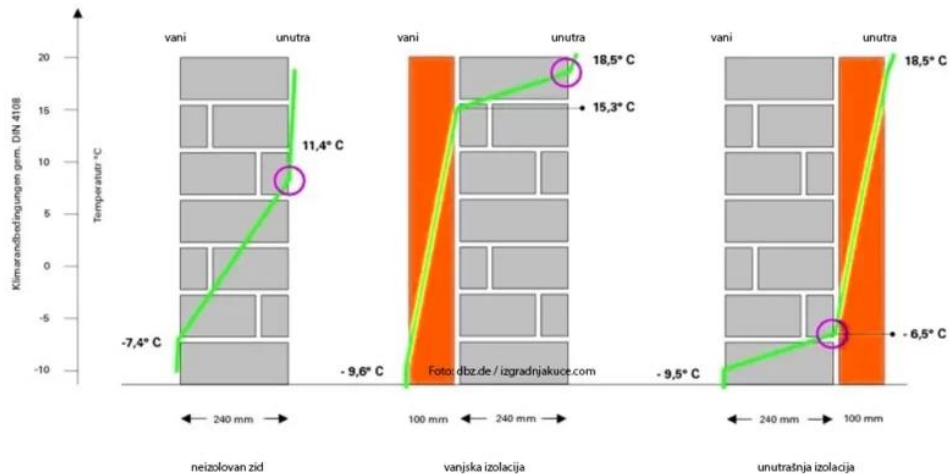 vani
unutra
vani
unutra
vani
unutra
Klimarandbedingungen gem. DIN 4108
Temperatutr °C
20
15
10
5
0
-5
-10
11,4° C
-7,4° C
18,5° C
15,3° C
- 9,6° C
18,5° C
- 6,5° C
-9,5° C
Foto: dbz.de / izgradnjakuce.com
240 mm
100 mm
240 mm
240 mm
100 mm
neizolovan zid
vanjska izolacija
unutrašnja izolacija